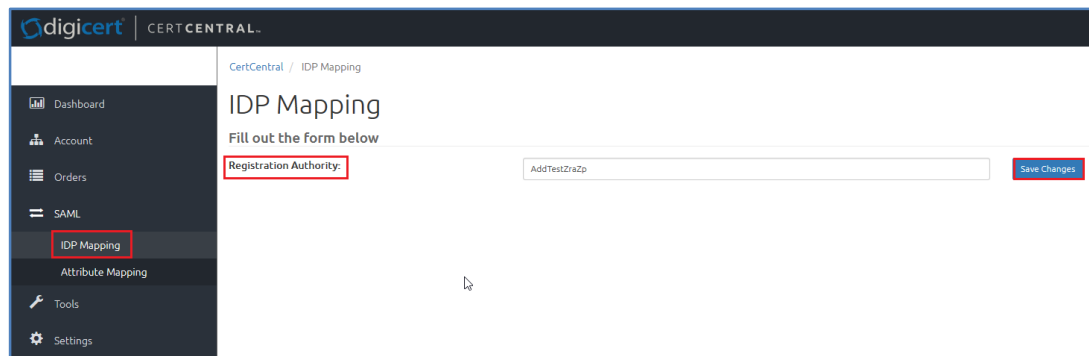 digicert CERTCENTRAL™
CertCentral / IDP Mapping
Dashboard
Account
Orders
SAML
IDP Mapping
Attribute Mapping
Tools
Settings
IDP Mapping
Fill out the form below
Registration Authority: AddTestZraZp Save Changes